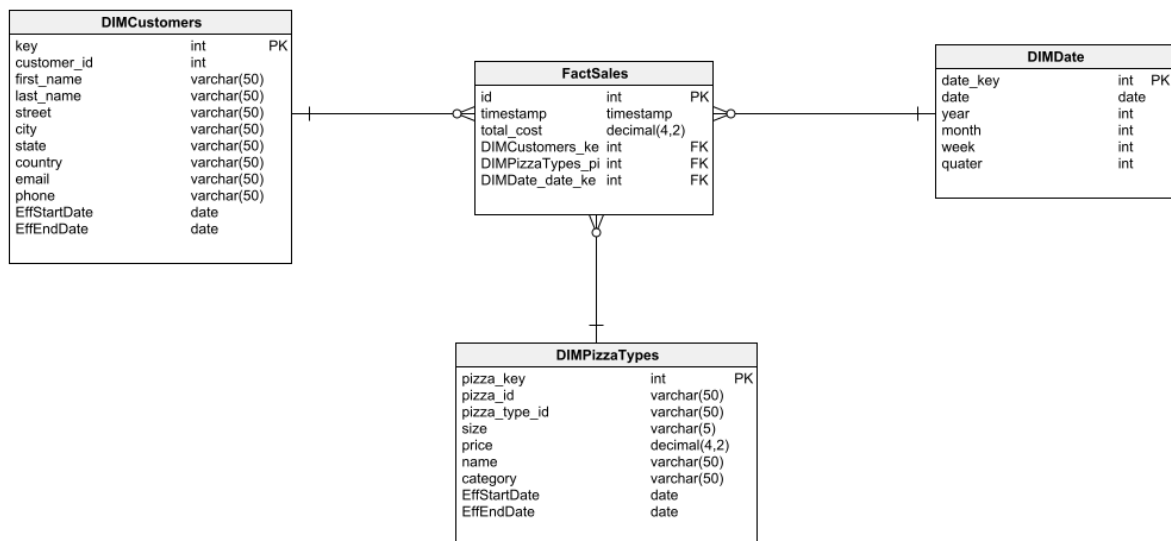 DIMCustomers
key int PK
customer_id int
first_name varchar(50)
last_name varchar(50)
street varchar(50)
city varchar(50)
state varchar(50)
country varchar(50)
email varchar(50)
phone varchar(50)
EffStartDate date
EffEndDate date
FactSales
id int PK
timestamp timestamp
total_cost decimal(4,2)
DIMCustomers_ke int FK
DIMPizzaTypes_pi int FK
DIMDate_date_ke int FK
DIMDate
date_key int PK
date date
year int
month int
week int
quater int
DIMPizzaTypes
pizza_key int PK
pizza_id varchar(50)
pizza_type_id varchar(50)
size varchar(5)
price decimal(4,2)
name varchar(50)
category varchar(50)
EffStartDate date
EffEndDate date